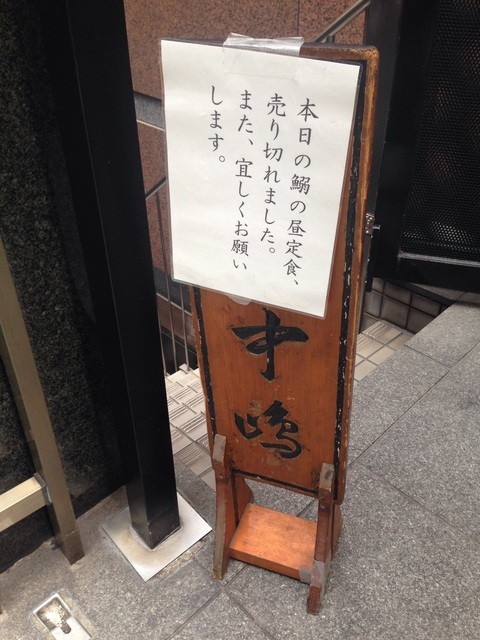 本日の鰯の昼定食、
売り切れました。
また、宜しくお願い
します。
中嶋